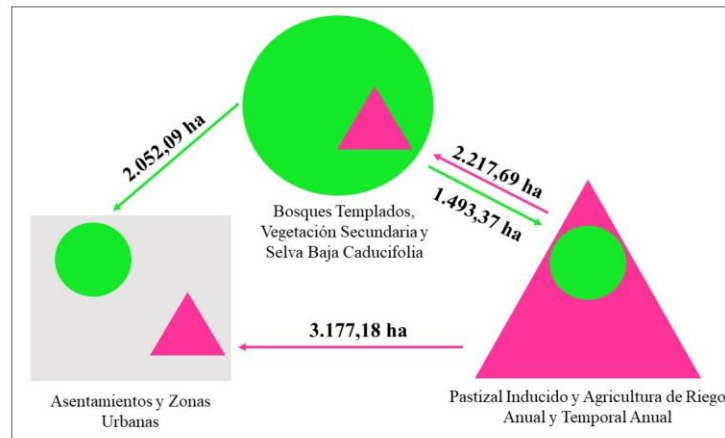 2.052,09 ha
2.217,69 ha
1.493,37 ha
Bosques Templados,
Vegetación Secundaria y
Selva Baja Caducifolia
3.177,18 ha
Asentamientos y Zonas
Urbanas
Pastizal Inducido y Agricultura de Riego
Anual y Temporal Anual